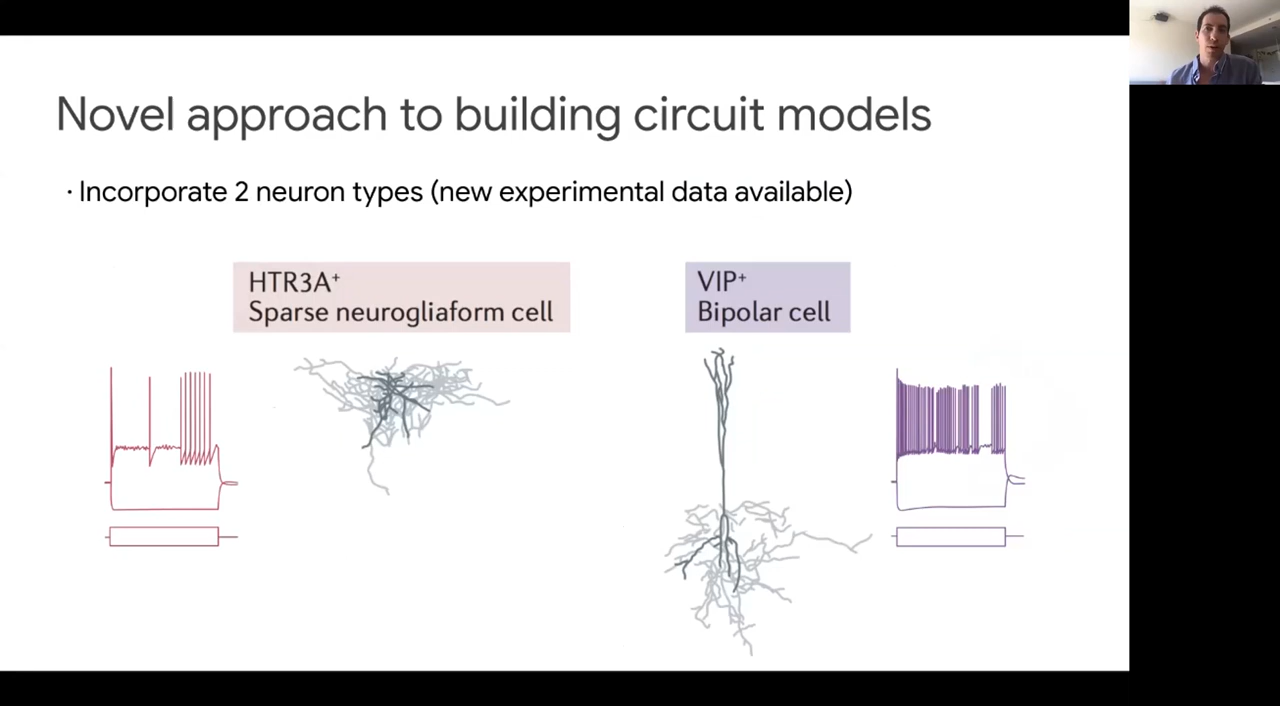 Novel approach to building circuit models
· Incorporate 2 neuron types (new experimental data available)
HTR3A⁺
Sparse neurogliaform cell
VIP⁺
Bipolar cell